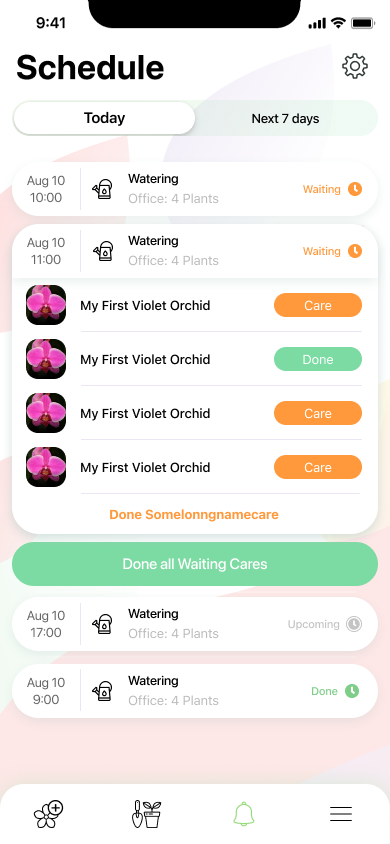 9:41
Schedule
Today
Next 7 days
Aug 10
10:00
Watering
Office: 4 Plants
Waiting
Aug 10
11:00
Watering
Office: 4 Plants
Waiting
My First Violet Orchid
Care
My First Violet Orchid
Done
My First Violet Orchid
Care
My First Violet Orchid
Care
Done Somelonngnamecare
Done all Waiting Cares
Aug 10
17:00
Watering
Office: 4 Plants
Upcoming
Aug 10
9:00
Watering
Office: 4 Plants
Done